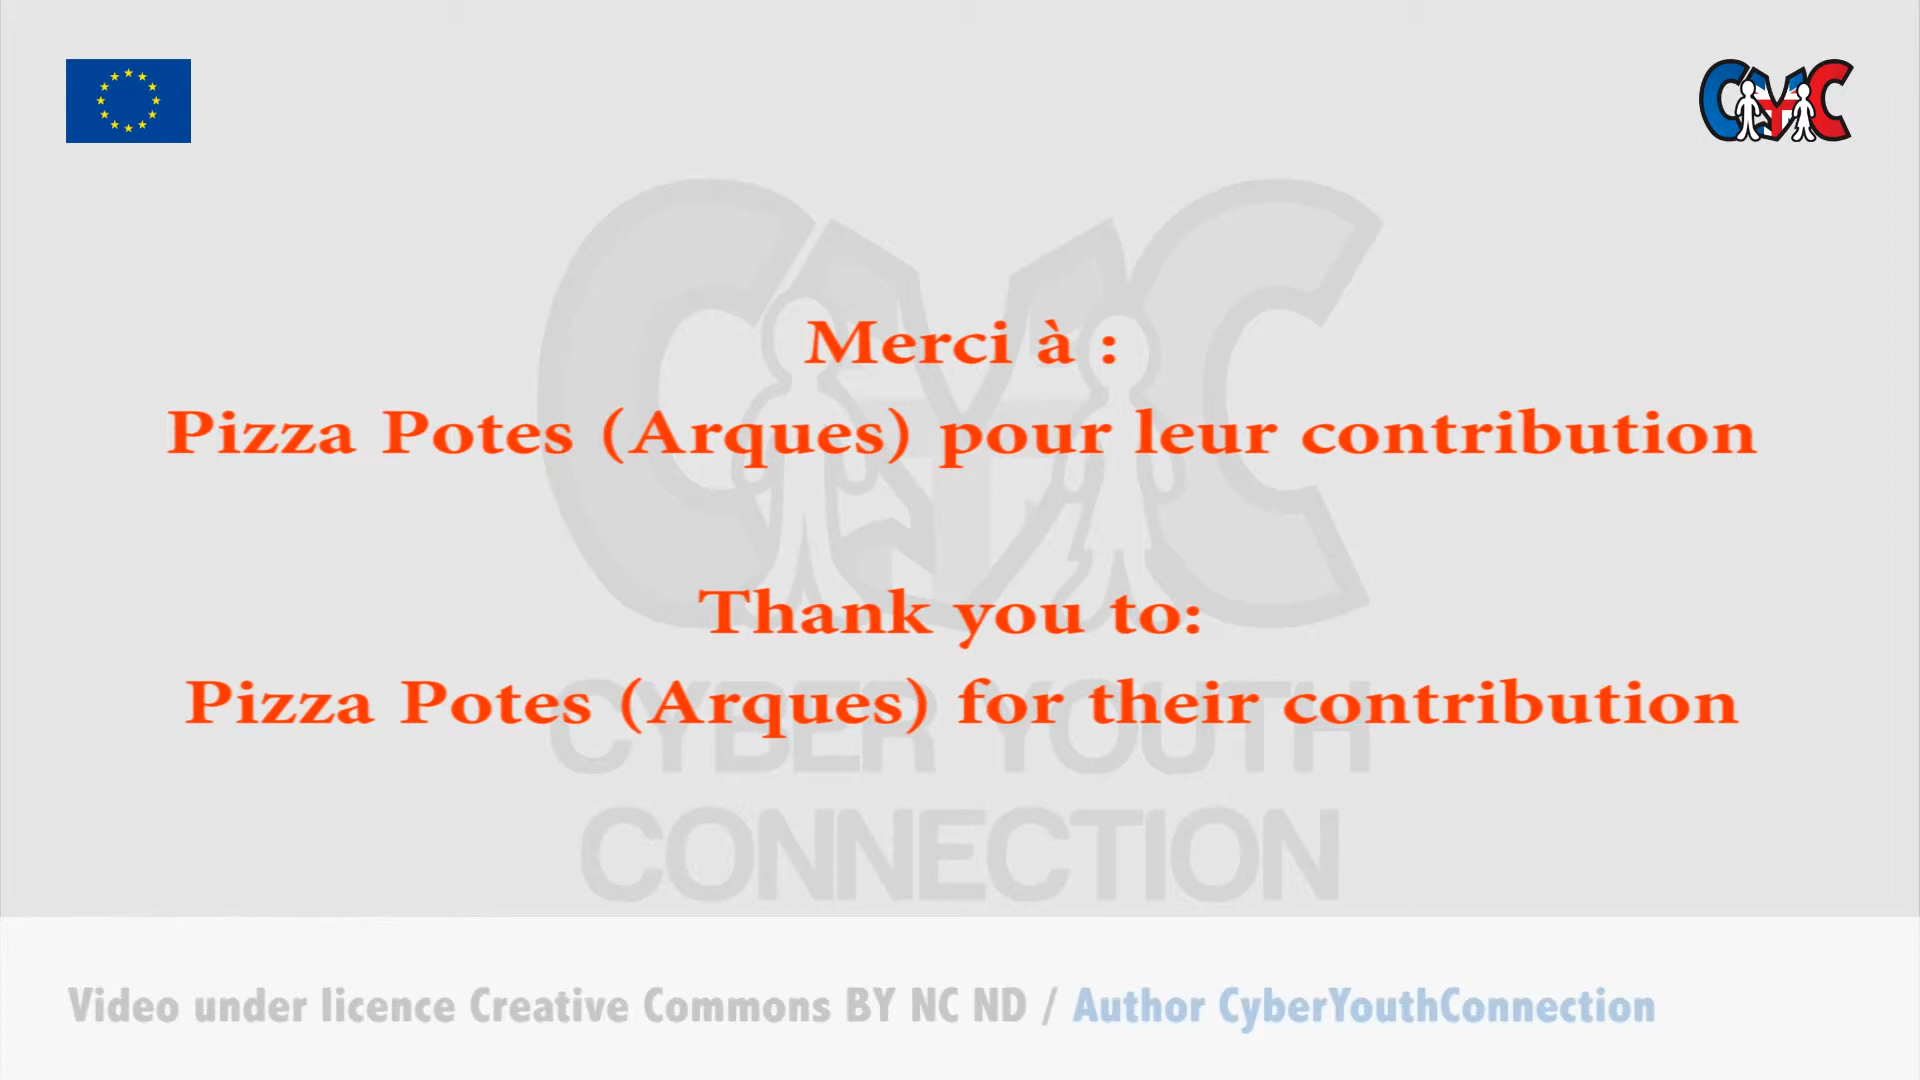 CYC
Merci à :
Pizza Potes (Arques) pour leur contribution
Thank you to:
Pizza Potes (Arques) for their contribution
CYBER YOUTH
CONNECTION
Video under licence Creative Commons BY NC ND / Author CyberYouthConnection